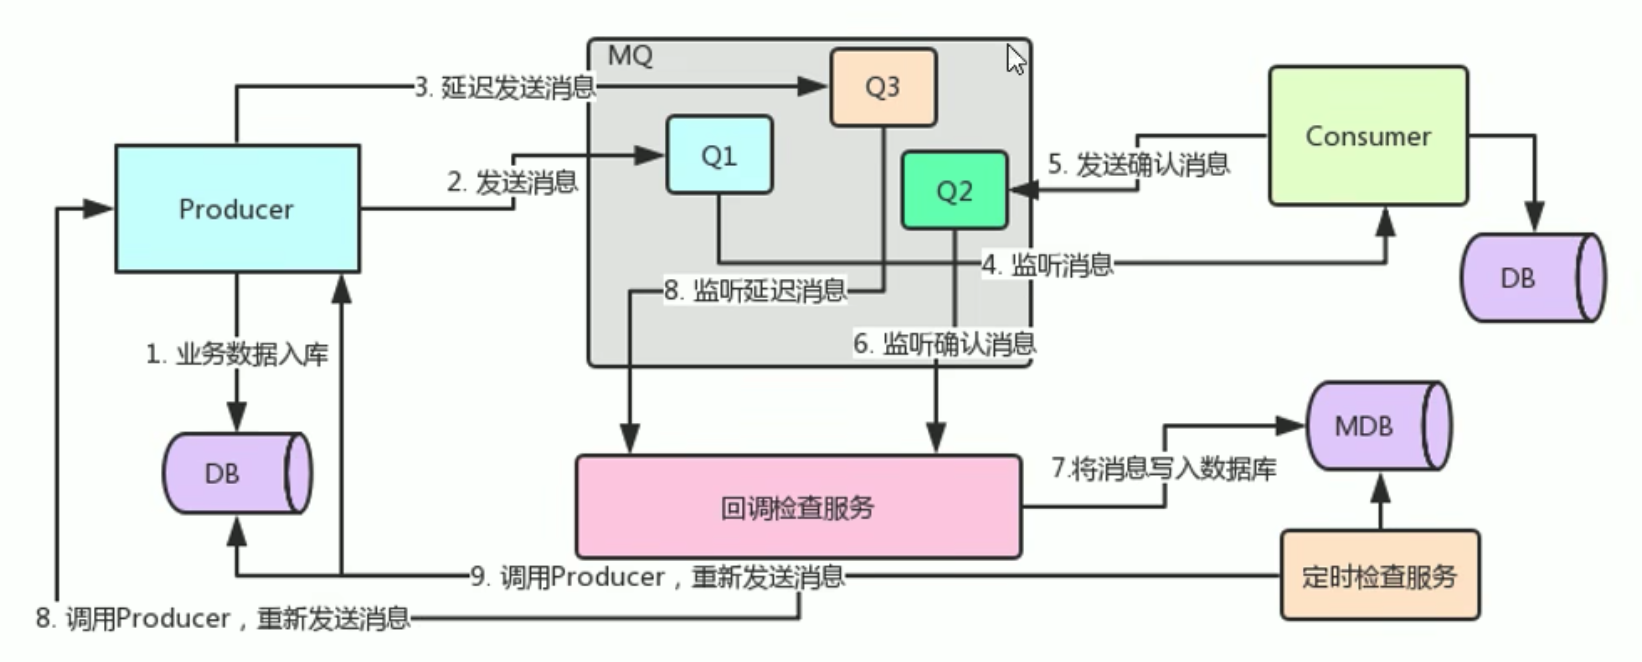 MQ
3. 延迟发送消息
Q3
Q1
Consumer
5. 发送确认消息
2. 发送消息
Q2
Producer
4. 监听消息
DB
8. 监听延迟消息
6. 监听确认消息
1. 业务数据入库
MDB
7.将消息写入数据库
DB
回调检查服务
9. 调用Producer，重新发送消息
定时检查服务
8. 调用Producer，重新发送消息